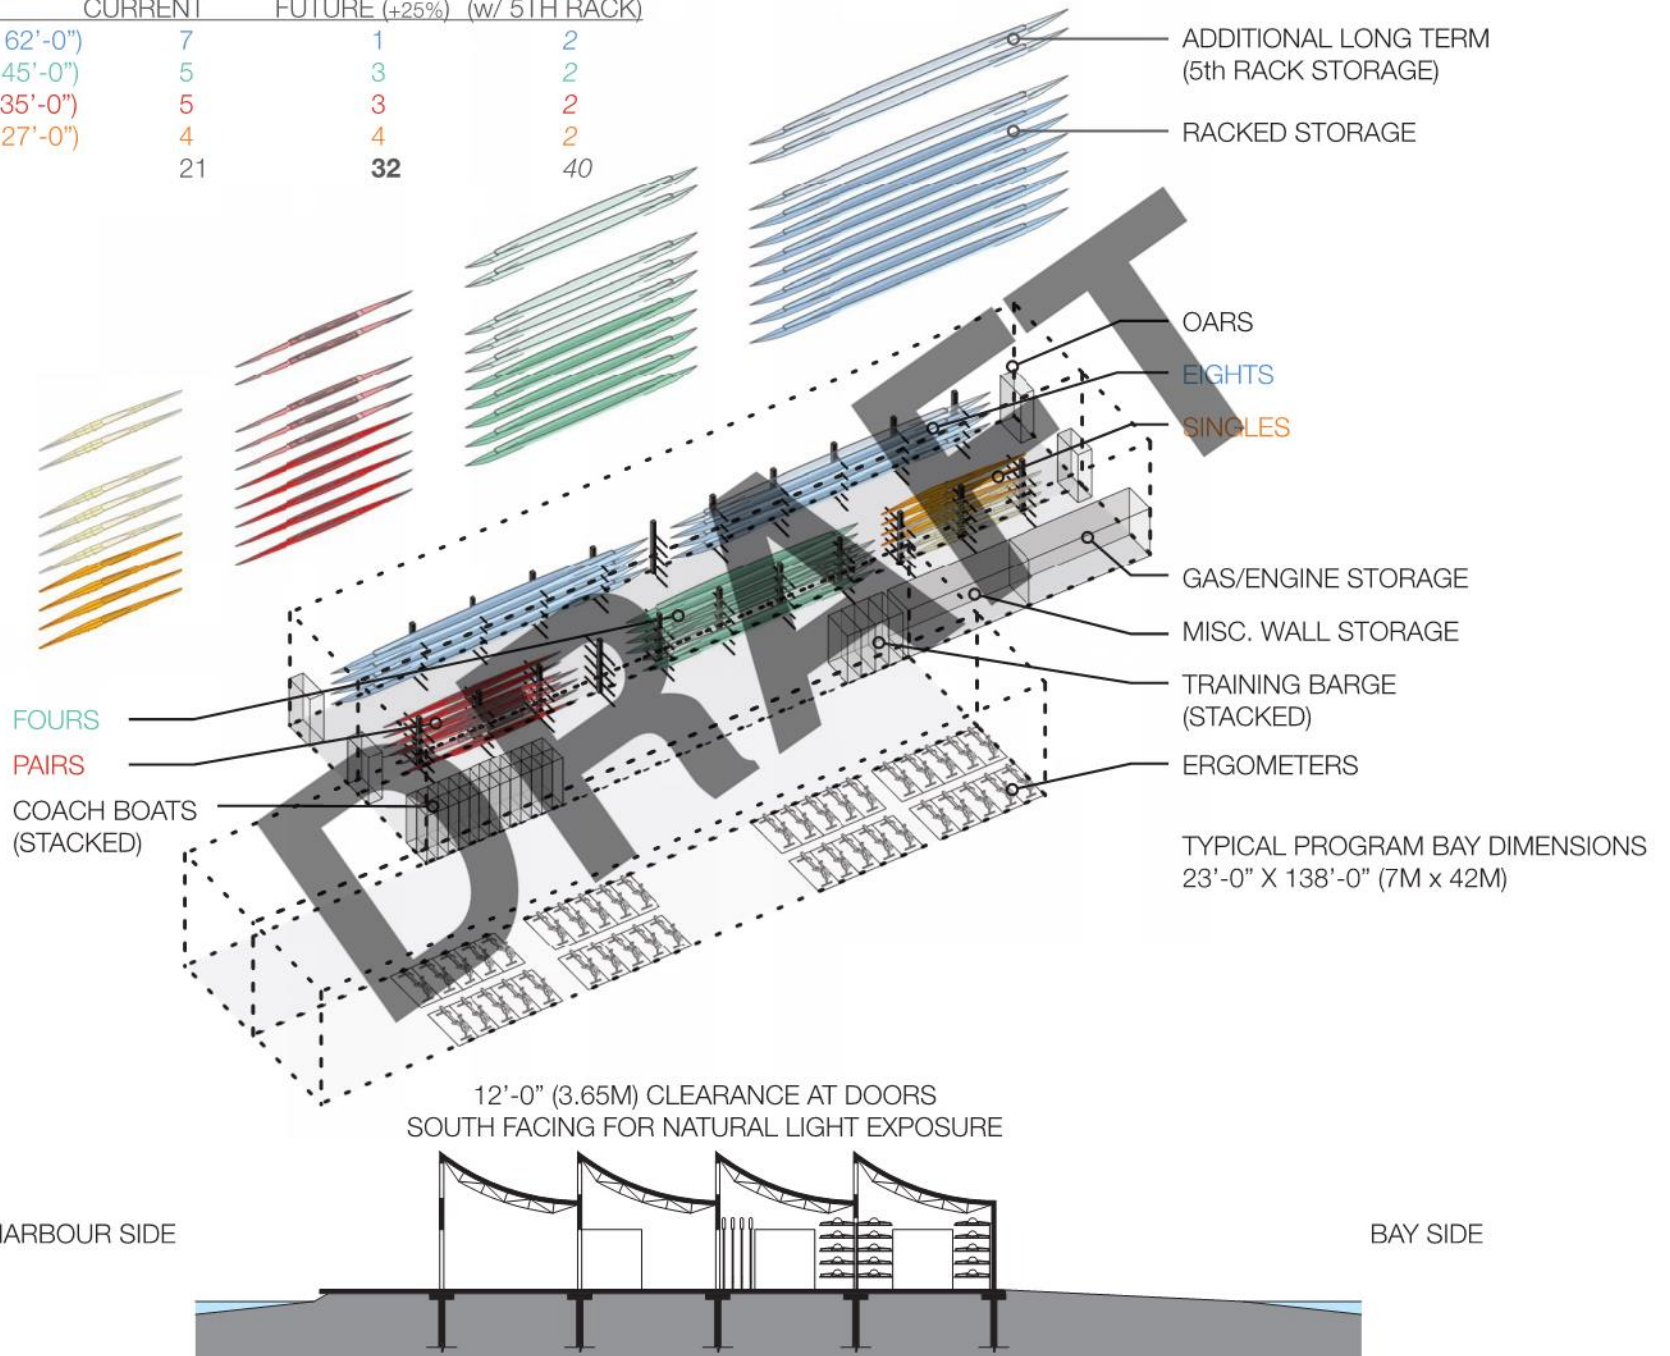 CURRENT FUTURE (+25%) (w/ 5TH RACK)
62'-0") 7 1 2
45'-0") 5 3 2
35'-0") 5 3 2
27'-0") 4 4 2
21 32 40
ADDITIONAL LONG TERM
(5th RACK STORAGE)
RACKED STORAGE
OARS
EIGHTS
SINGLES
GAS/ENGINE STORAGE
MISC. WALL STORAGE
TRAINING BARGE
(STACKED)
ERGOMETERS
FOURS
PAIRS
COACH BOATS
(STACKED)
TYPICAL PROGRAM BAY DIMENSIONS
23'-0" X 138'-0" (7M x 42M)
DRAFT
12'-0" (3.65M) CLEARANCE AT DOORS
SOUTH FACING FOR NATURAL LIGHT EXPOSURE
HARBOUR SIDE
BAY SIDE